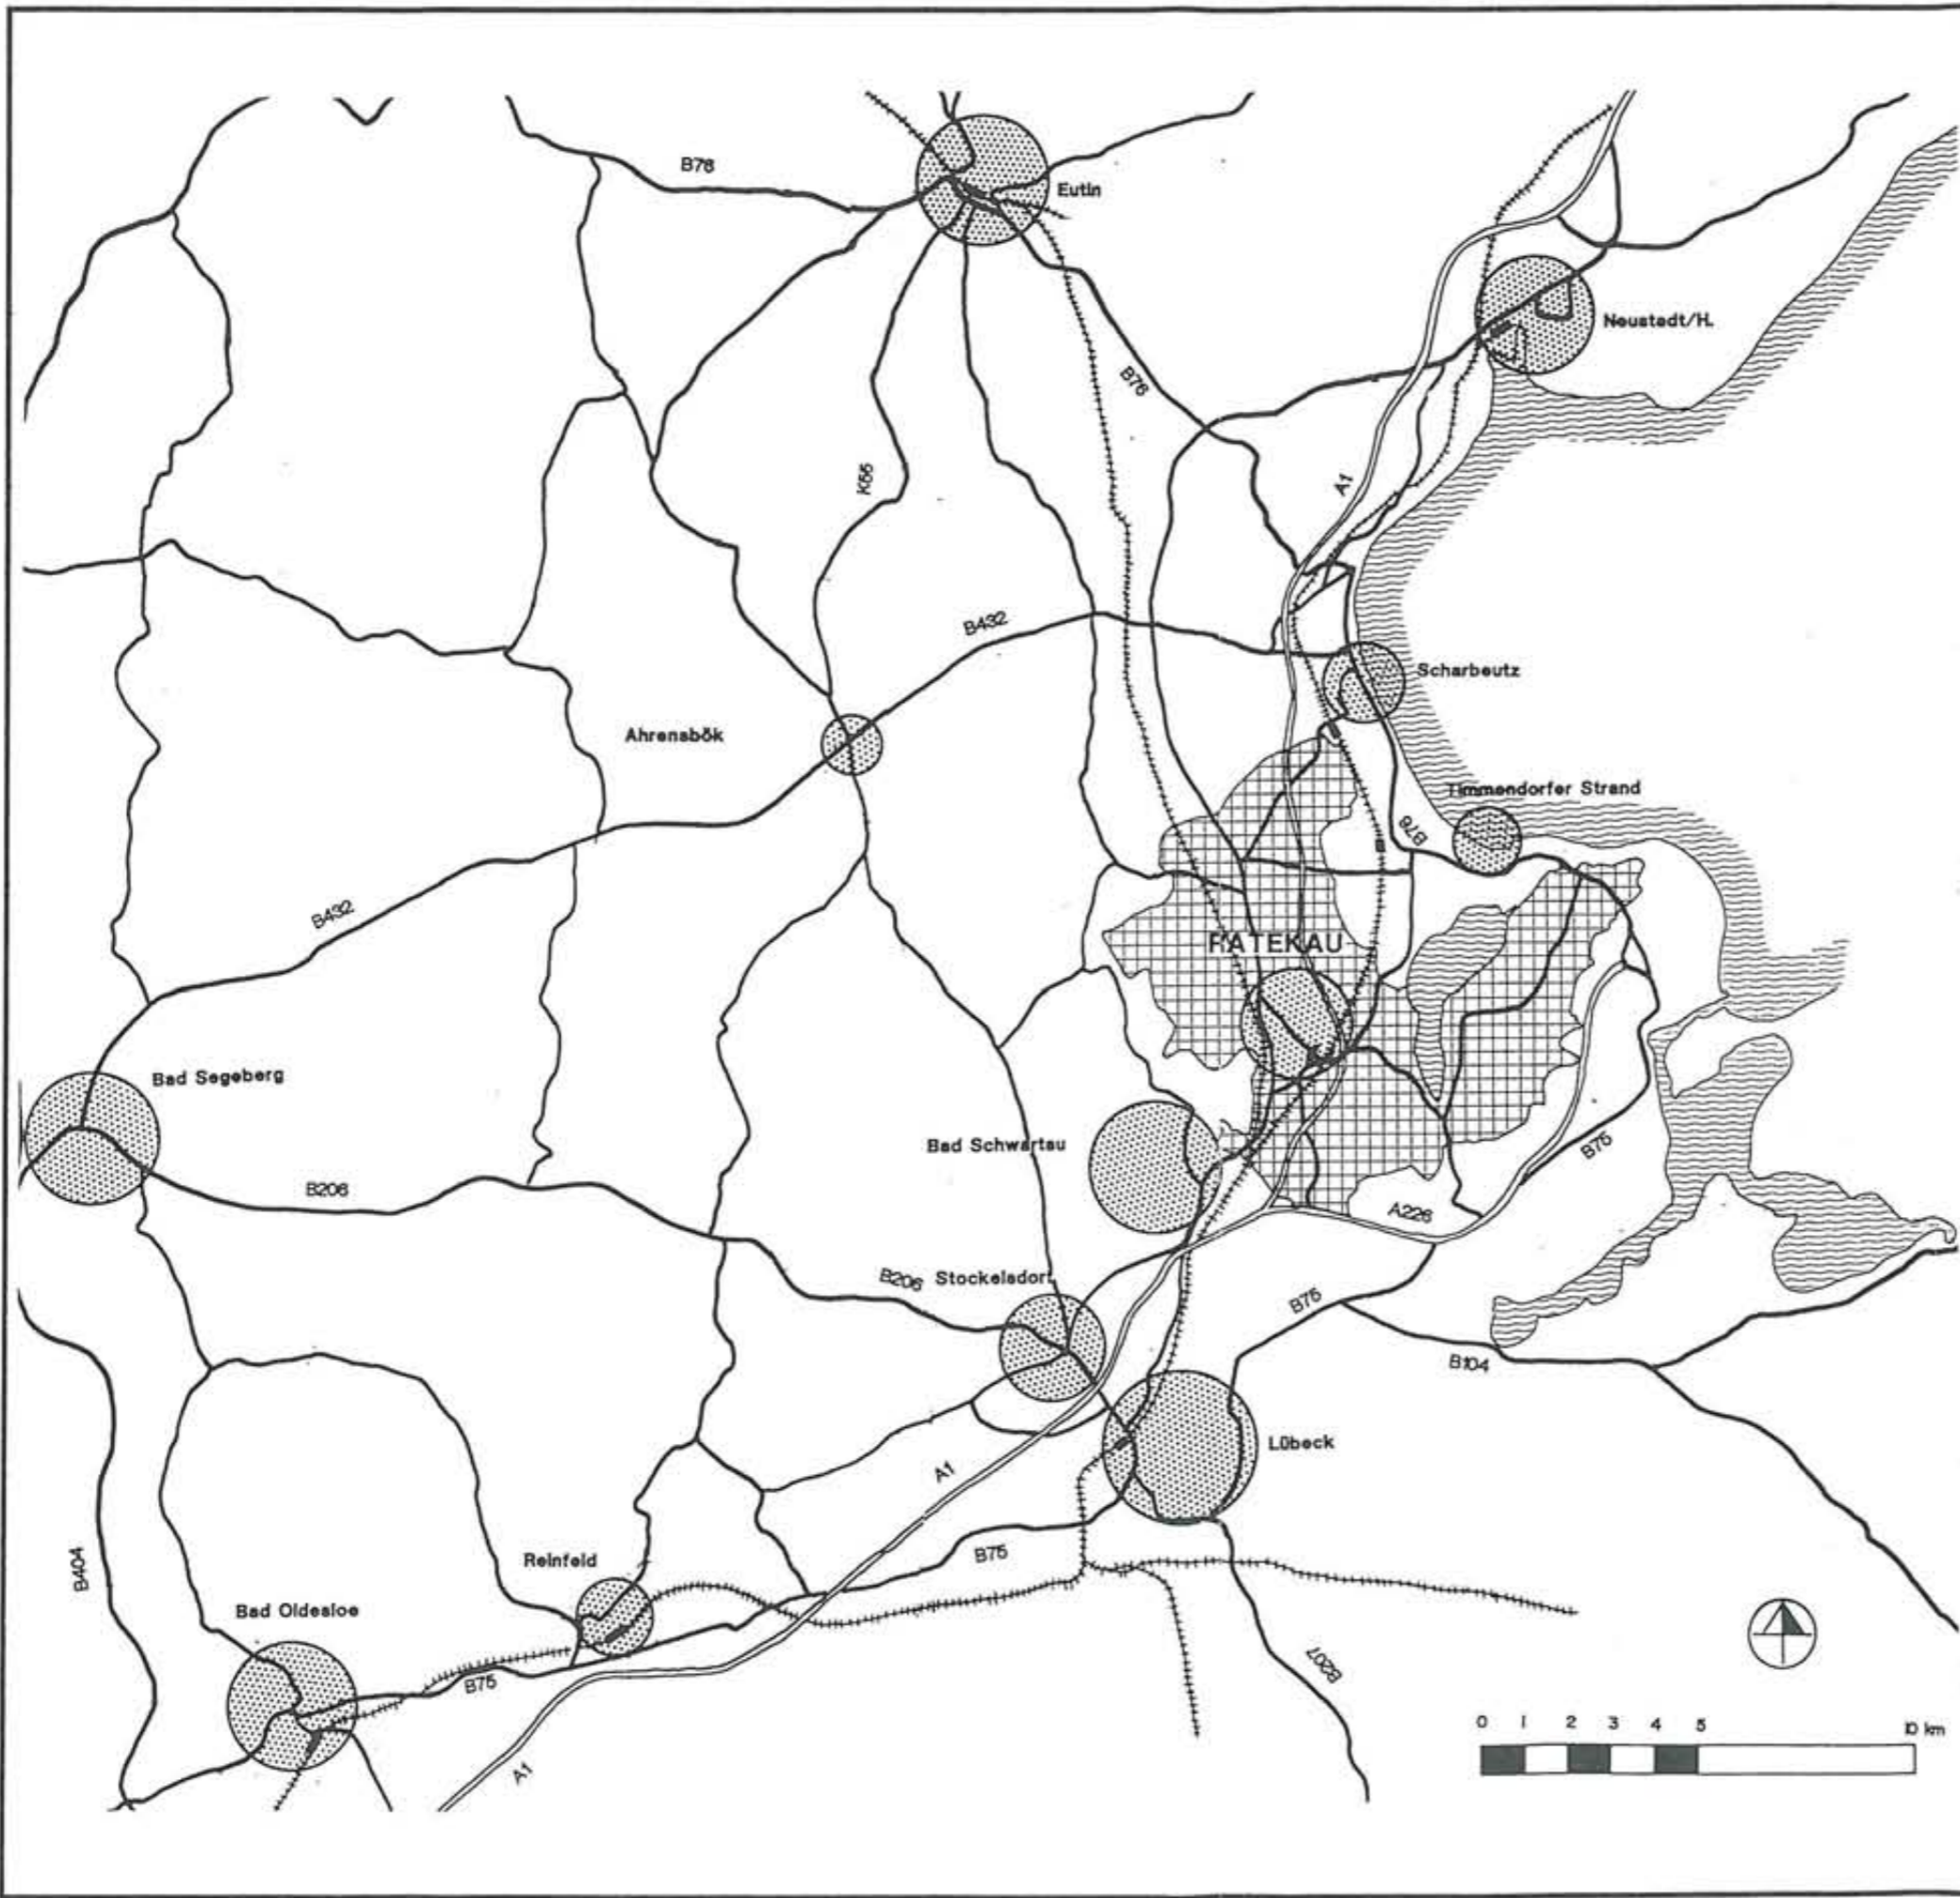 B76
Eutin
Neustadt/H.
B76
K55
A1
B432
Scharbeutz
Ahrensbök
Timmendorfer Strand
B76
B432
RATEKAU
Bad Segeberg
Bad Schwartau
B75
B206
A226
B206
Stockelsdorf
B75
B104
Lübeck
A1
B75
Reinfeld
B404
Bad Oldesloe
B207
B75
A1
0 1 2 3 4 5 10 km